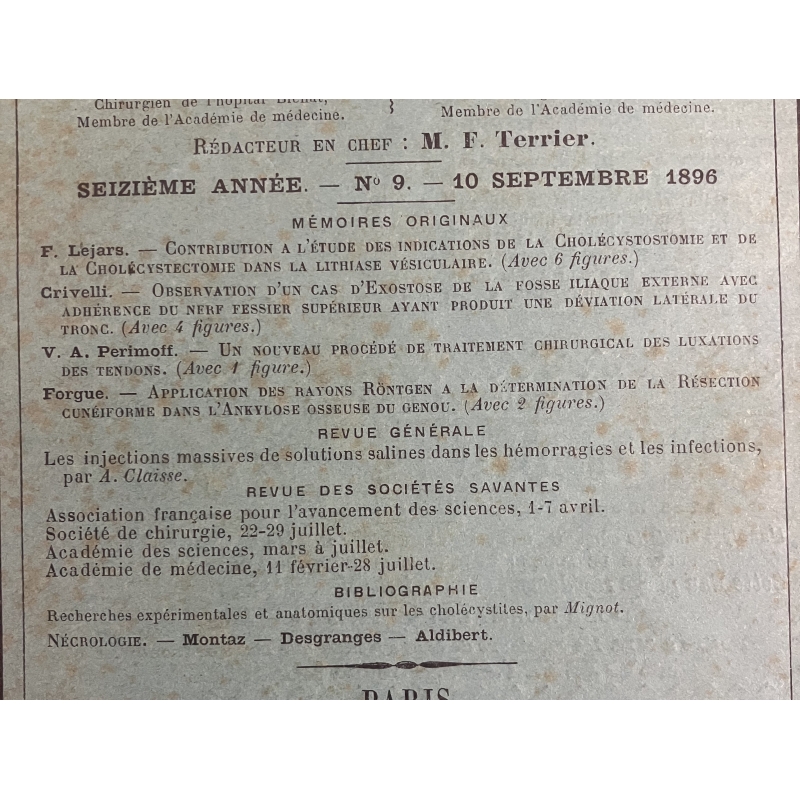 Chirurgien de l'hôpital Bichat,
Membre de l'Académie de médecine.
Membre de l'Académie de médecine.
RÉDACTEUR EN CHEF : M. F. Terrier.
SEIZIÈME ANNÉE. — No 9. — 10 SEPTEMBRE 1896
MÉMOIRES ORIGINAUX
F. Lejars. — CONTRIBUTION A L'ÉTUDE DES INDICATIONS DE LA CHOLÉCYSTOSTOMIE ET DE
LA CHOLÉCYSTECTOMIE DANS LA LITHIASE VÉSICULAIRE. (Avec 6 figures.)
Crivelli. — OBSERVATION D'UN CAS D'EXOSTOSE DE LA FOSSE ILIAQUE EXTERNE AVEC
ADHÉRENCE DU NERF FESSIER SUPÉRIEUR AYANT PRODUIT UNE DÉVIATION LATÉRALE DU
TRONC. (Avec 4 figures.)
V. A. Perimoff. — UN NOUVEAU PROCÉDÉ DE TRAITEMENT CHIRURGICAL DES LUXATIONS
DES TENDONS. (Avec 1 figure.)
Forgue. — APPLICATION DES RAYONS RÖNTGEN A LA DÉTERMINATION DE LA RÉSECTION
CUNÉIFORME DANS L'ANKYLOSE OSSEUSE DU GENOU. (Avec 2 figures.)
REVUE GÉNÉRALE
Les injections massives de solutions salines dans les hémorragies et les infections,
par A. Claisse.
REVUE DES SOCIÉTÉS SAVANTES
Association française pour l'avancement des sciences, 1-7 avril.
Société de chirurgie, 22-29 juillet.
Académie des sciences, mars à juillet.
Académie de médecine, 11 février-28 juillet.
BIBLIOGRAPHIE
Recherches expérimentales et anatomiques sur les cholécystites, par Mignot.
NÉCROLOGIE. — Montaz — Desgranges — Aldibert.
PARIS